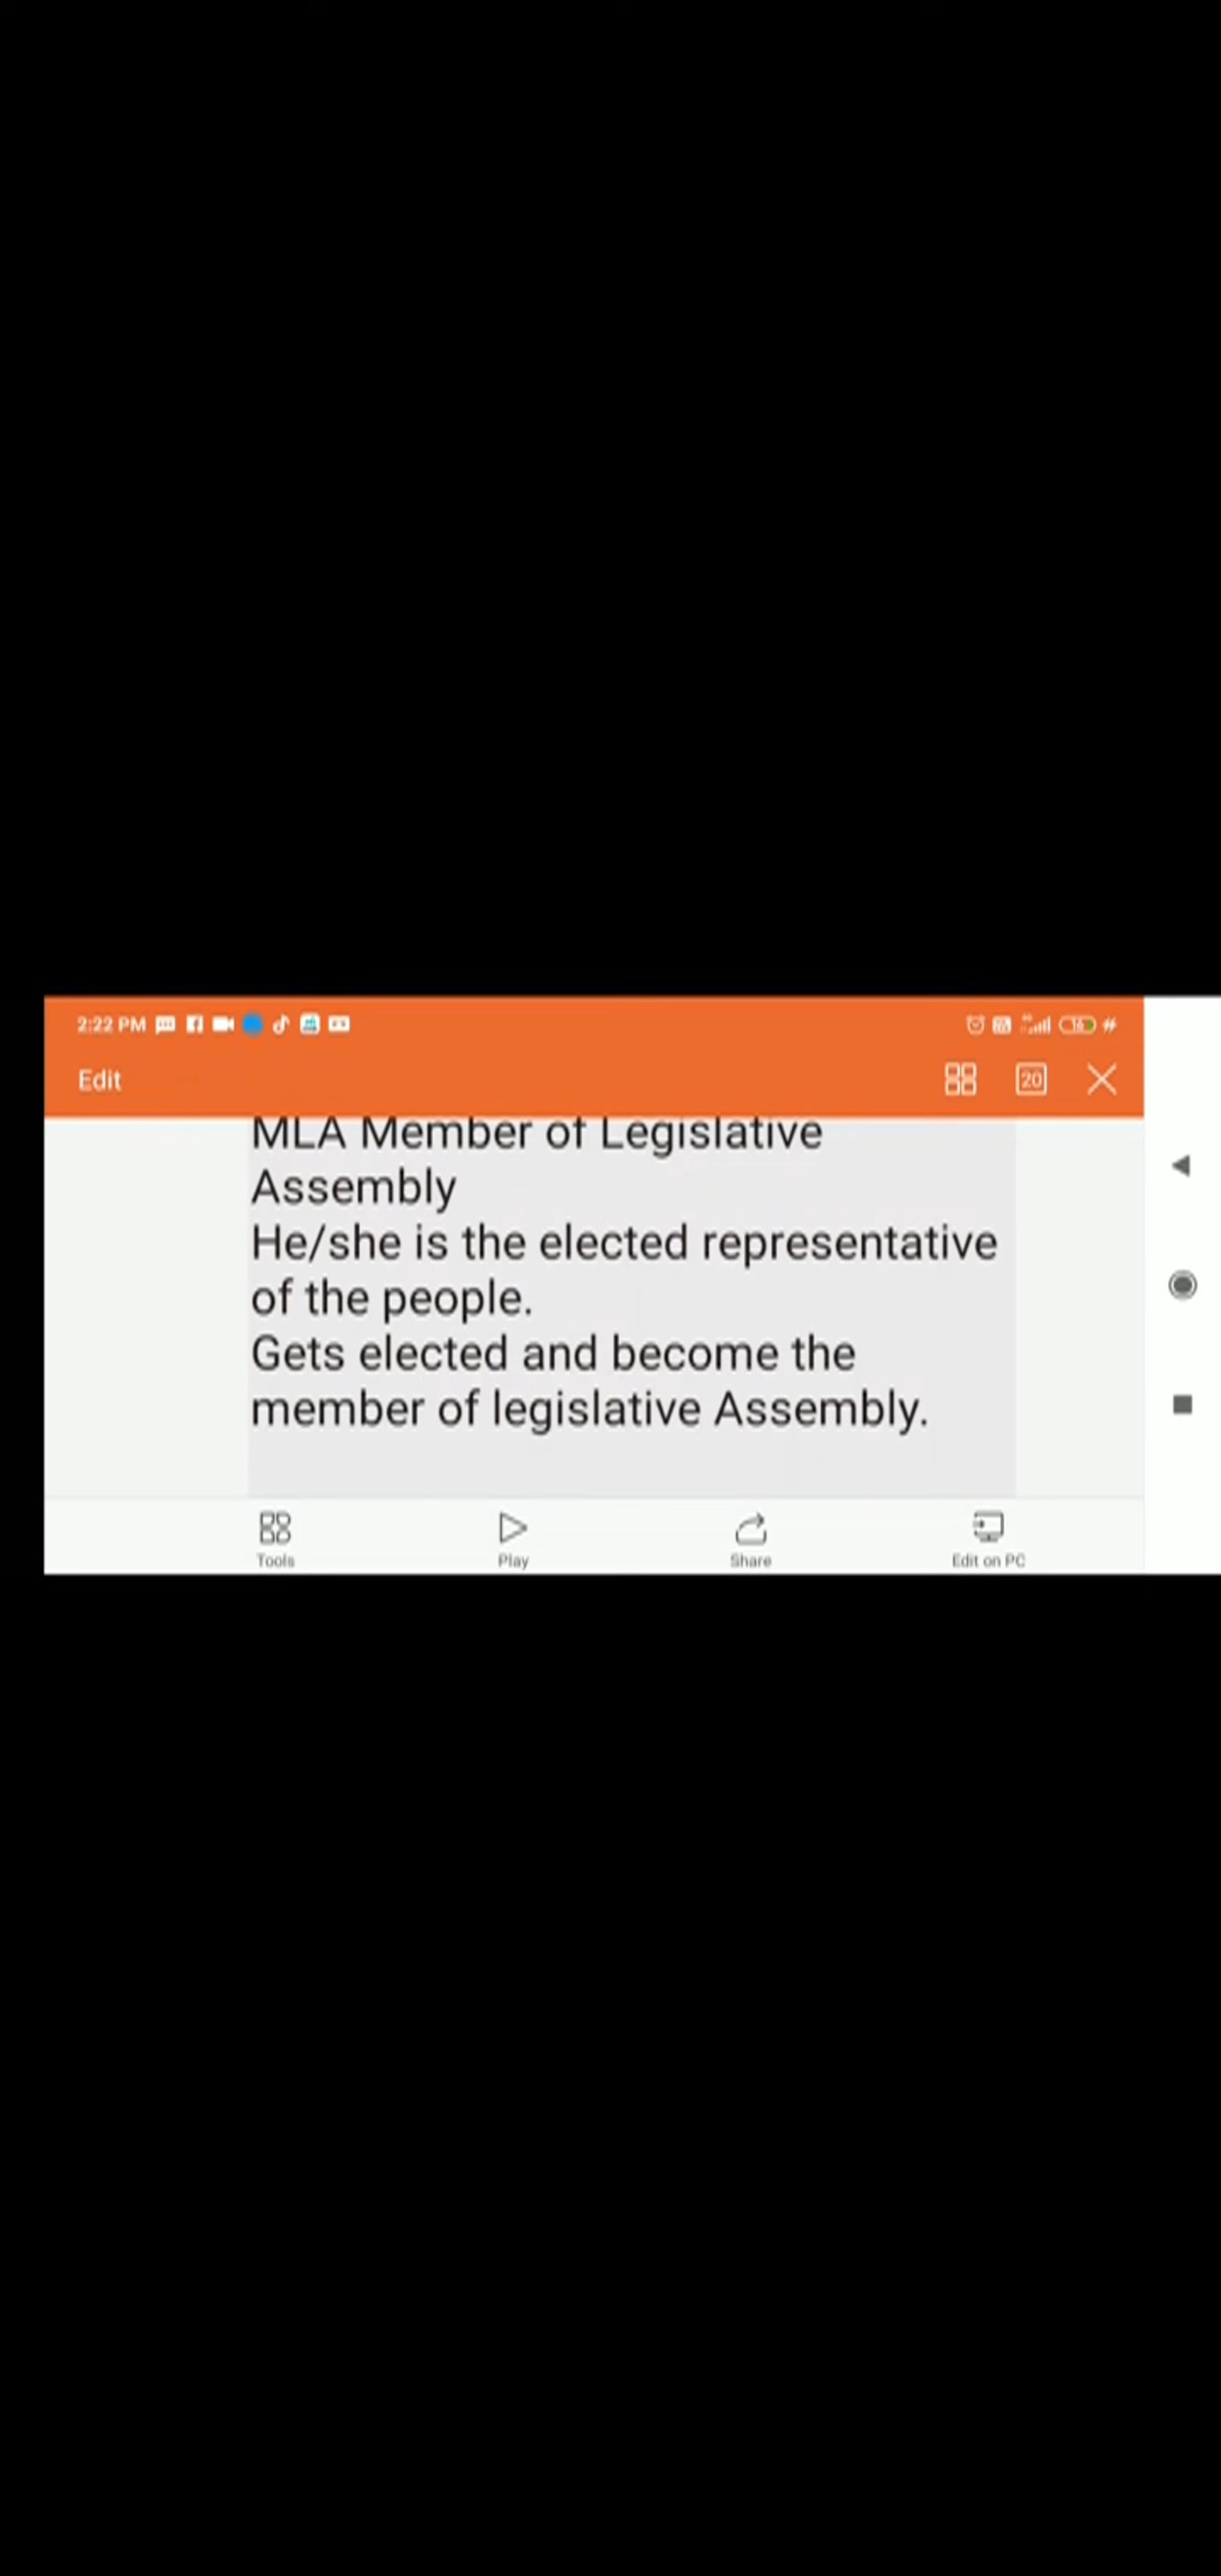 2:22 PM
16
Edit
20
MLA Member of Legislative
Assembly
He/she is the elected representative
of the people.
Gets elected and become the
member of legislative Assembly.
Tools
Play
Share
Edit on PC